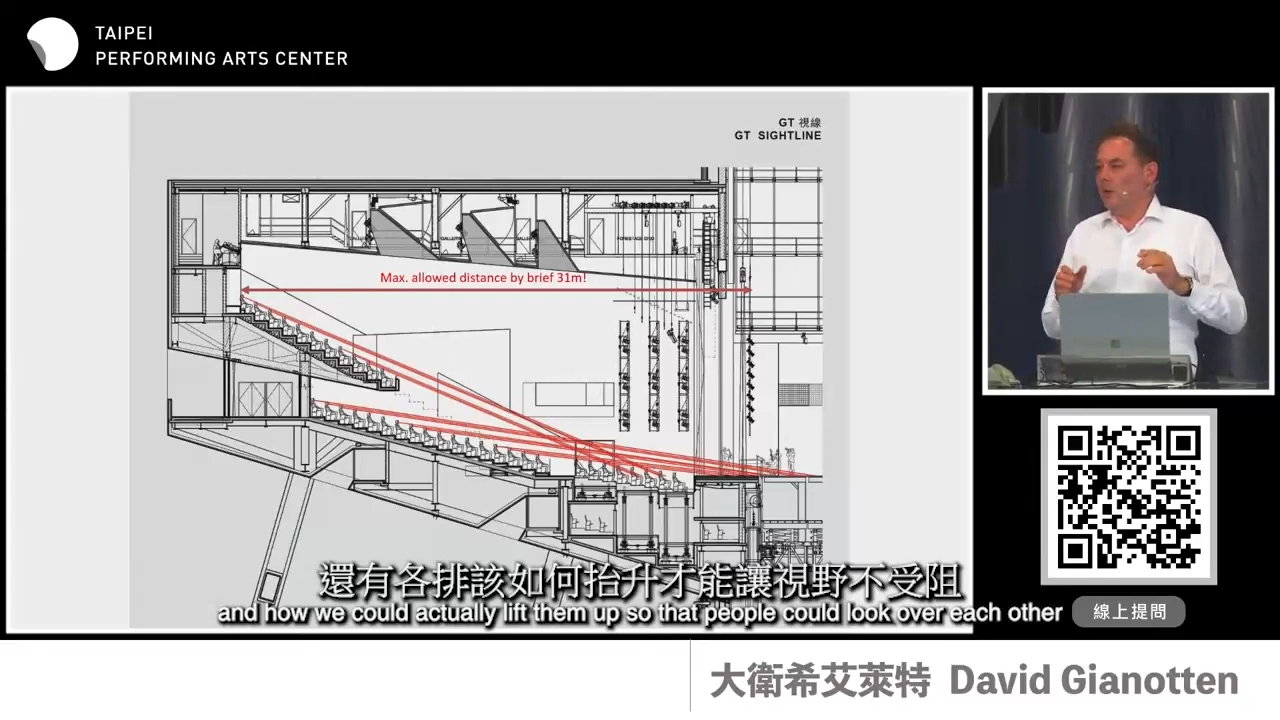 TAIPEI
PERFORMING ARTS CENTER
GT 視線
GT SIGHTLINE
Max. allowed distance by brief 31m!
還有各排該如何抬升才能讓視野不受阻
and how we could actually lift them up so that people could look over each other
線上提問
大衛希艾萊特 David Gianotten